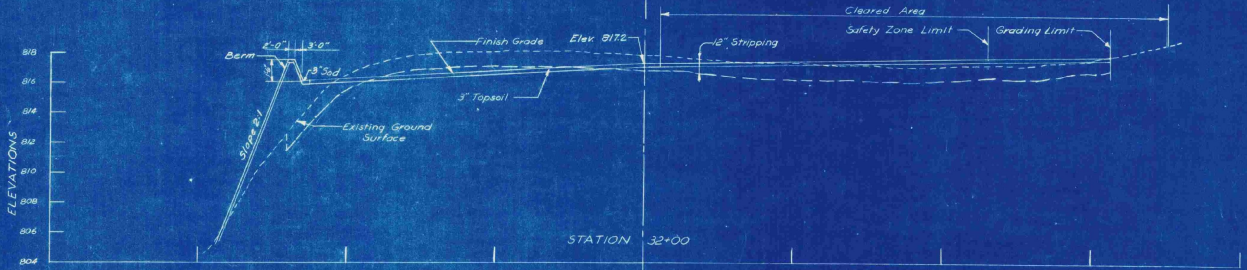 Cleared Area
Safety Zone Limit
Grading Limit
2'-0"
3'-0"
Finish Grade
Elev. 817.2
12" Stripping
Berm
3" Sod
3" Topsoil
Existing Ground
Surface
Slope 2:1
ELEVATIONS
818
816
814
812
810
808
806
804
STATION 32+00